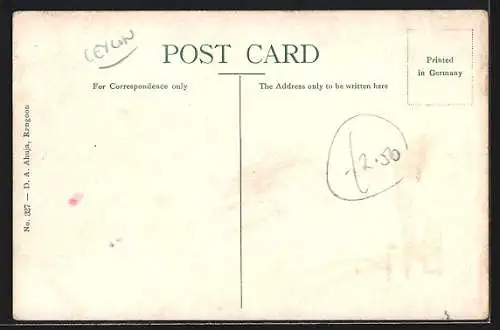 CEYLON
POST CARD
For Correspondence only
The Address only to be written here
Printed
in Germany
£2.50
No. 327 — D. A. Ahuja, Rangoon